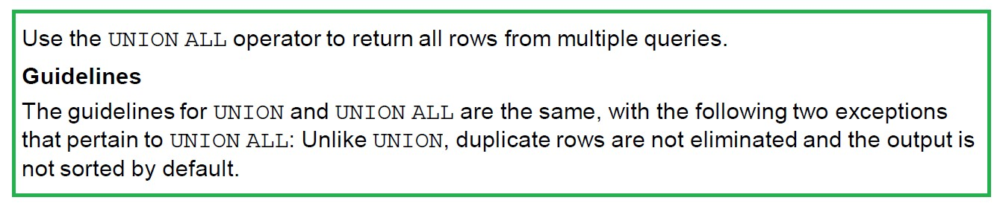 Use the UNION ALL operator to return all rows from multiple queries.
Guidelines
The guidelines for UNION and UNION ALL are the same, with the following two exceptions
that pertain to UNION ALL: Unlike UNION, duplicate rows are not eliminated and the output is
not sorted by default.